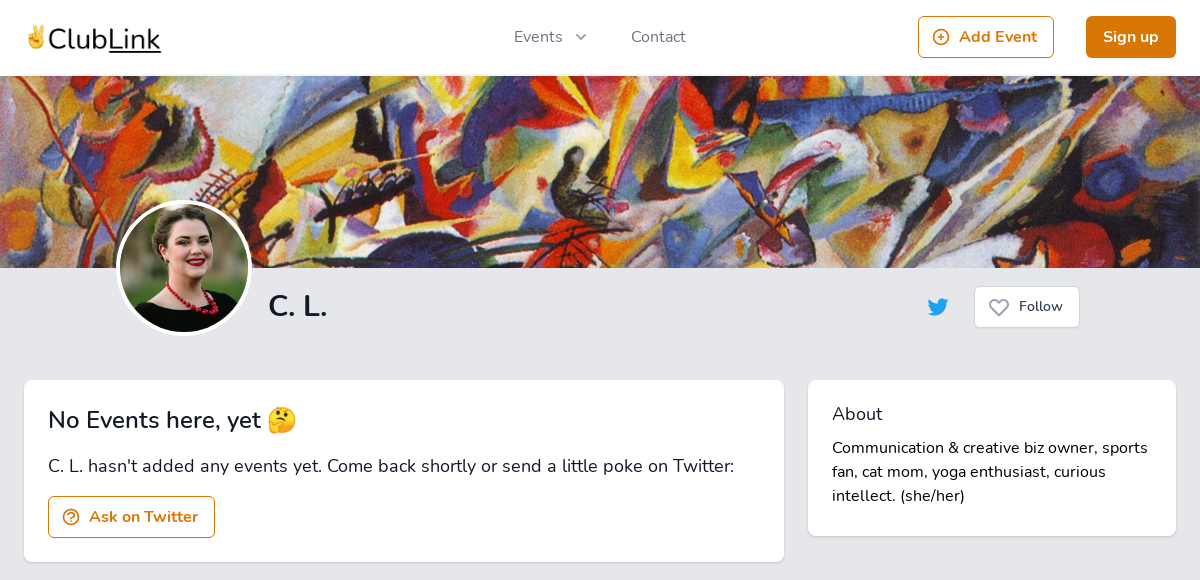 ✌️ClubLink
Events
Contact
Add Event
Sign up
C. L.
Follow
No Events here, yet 🤔
C. L. hasn't added any events yet. Come back shortly or send a little poke on Twitter:
Ask on Twitter
About
Communication & creative biz owner, sports
fan, cat mom, yoga enthusiast, curious
intellect. (she/her)